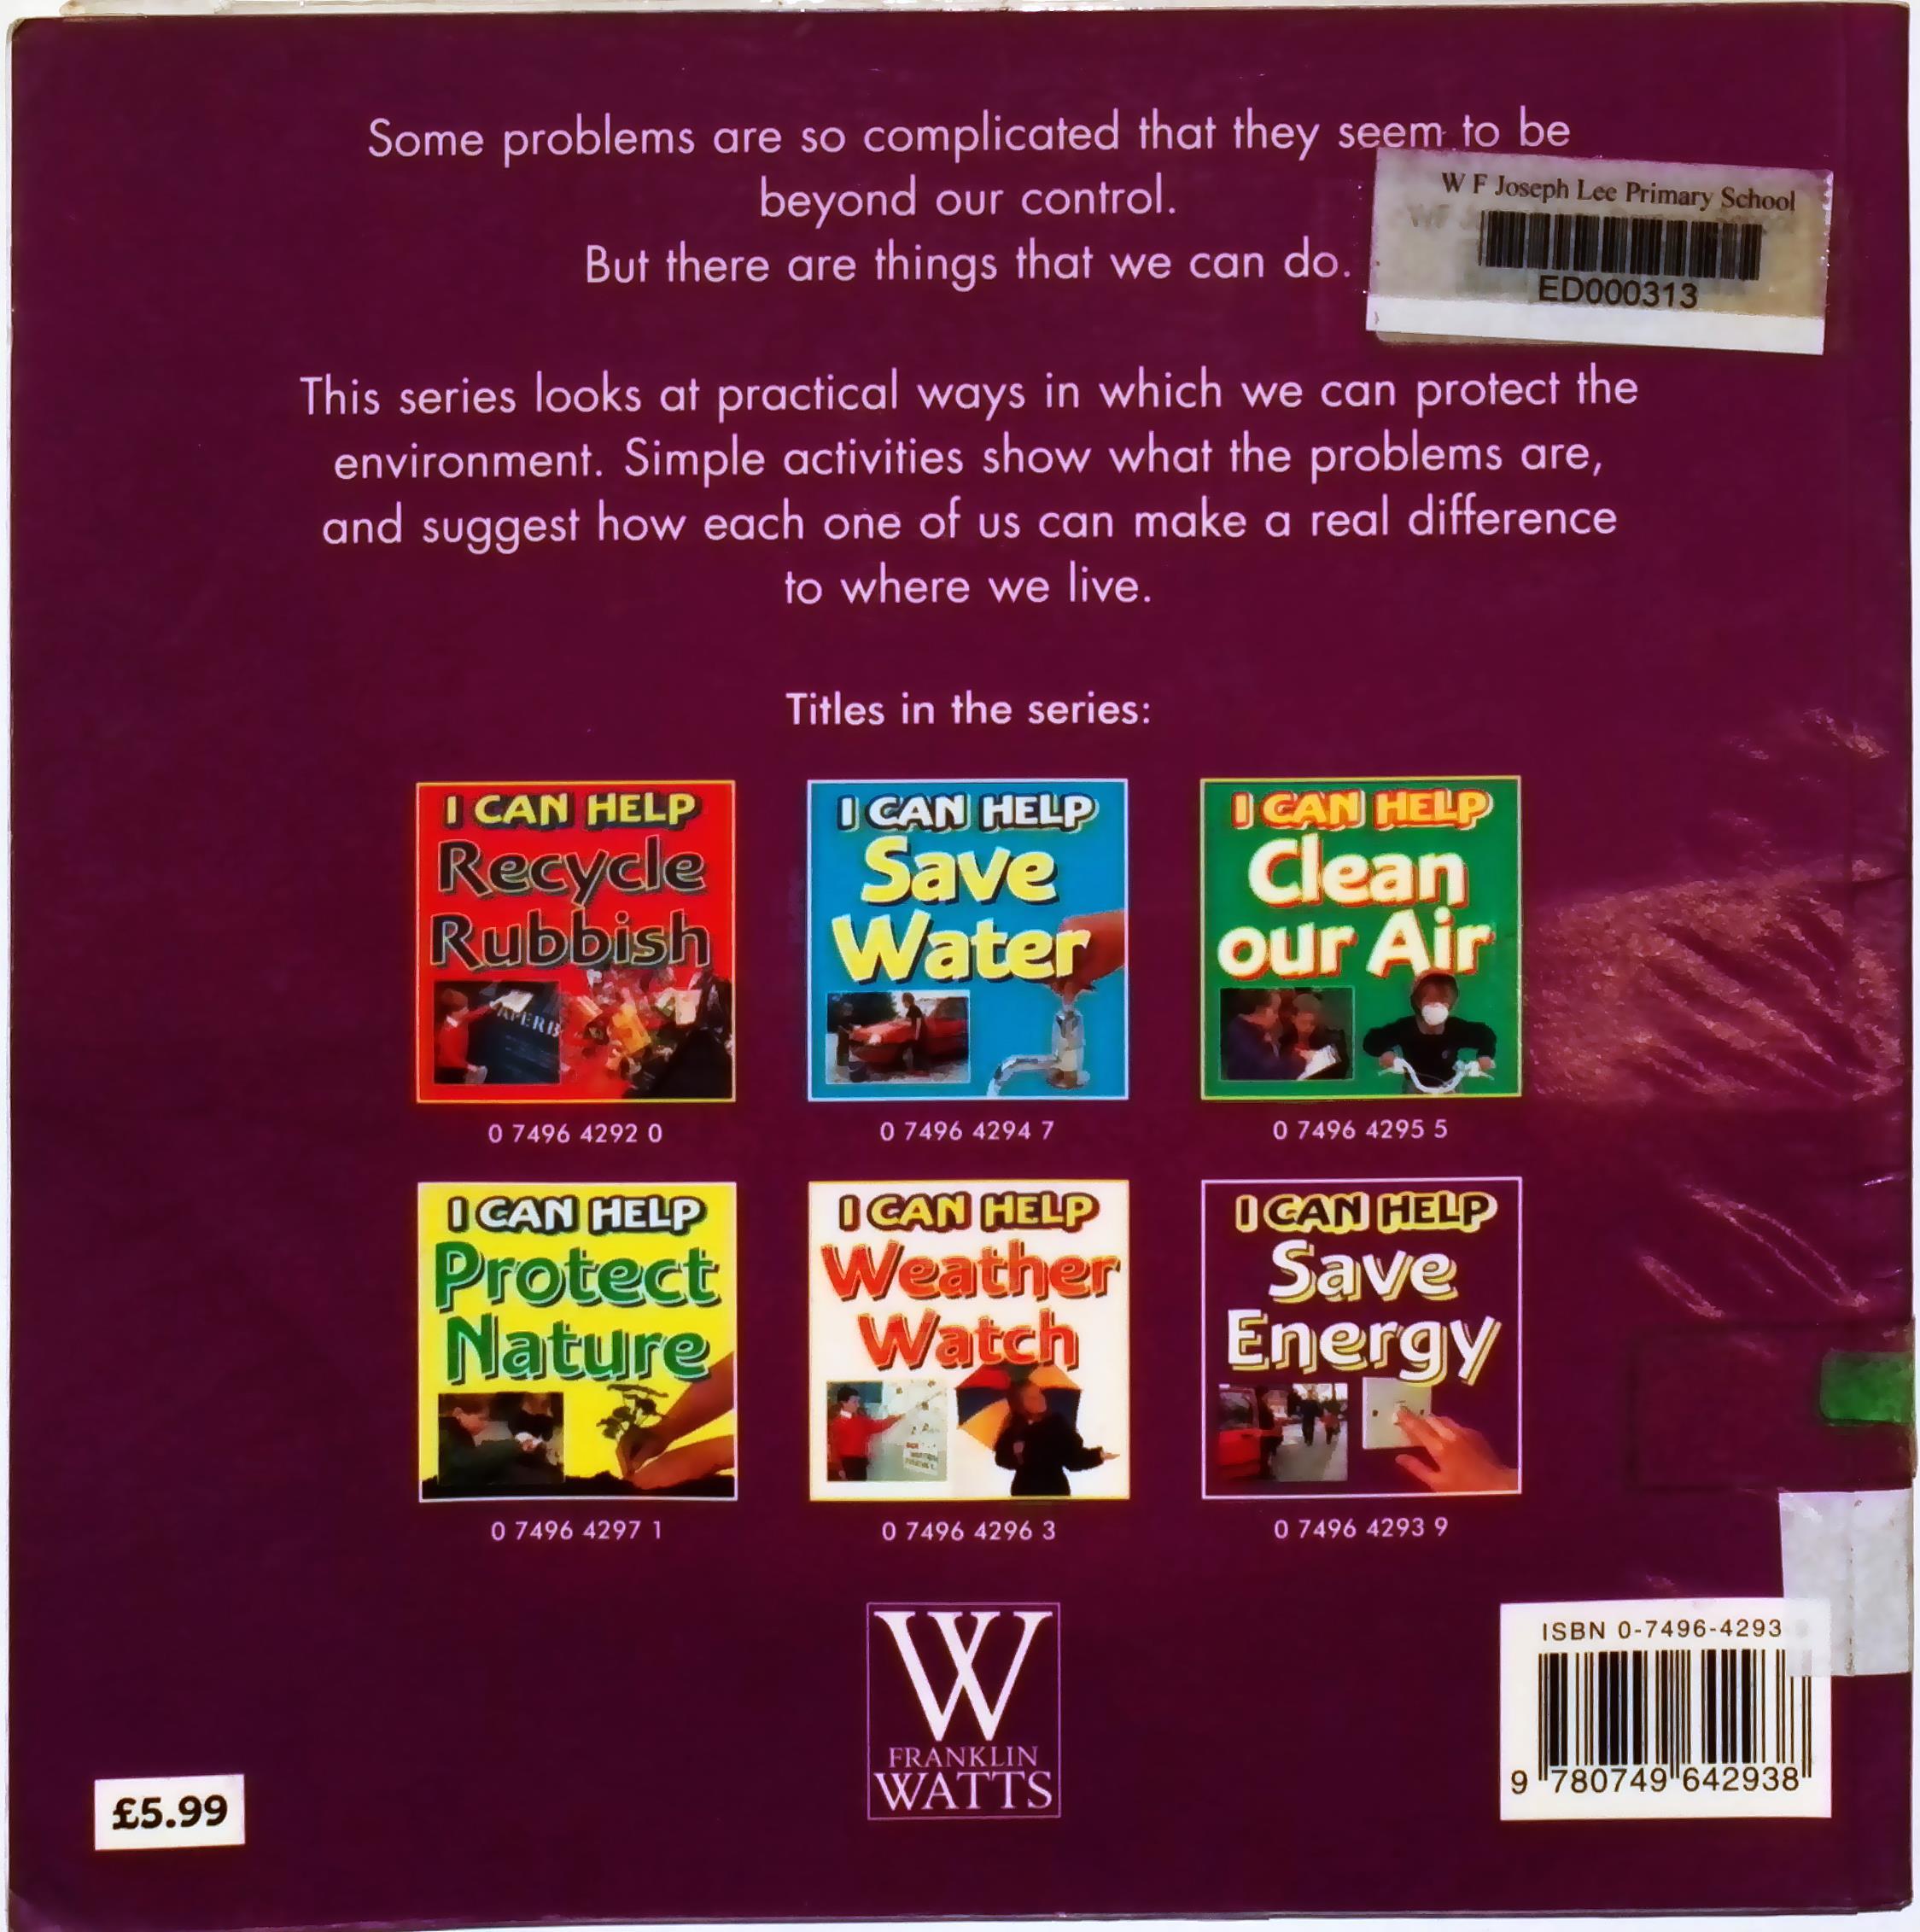 Some problems are so complicated that they seem to be
beyond our control.
But there are things that we can do.
W F Joseph Lee Primary School
ED000313
This series looks at practical ways in which we can protect the
environment. Simple activities show what the problems are,
and suggest how each one of us can make a real difference
to where we live.
Titles in the series:
I CAN HELP
Recycle
Rubbish
0 7496 4292 0
I CAN HELP
Save
Water
0 7496 4294 7
I CAN HELP
Clean
our Air
0 7496 4295 5
I CAN HELP
Protect
Nature
0 7496 4297 1
I CAN HELP
Weather
Watch
0 7496 4296 3
I CAN HELP
Save
Energy
0 7496 4293 9
W
FRANKLIN
WATTS
£5.99
ISBN 0-7496-4293
9 780749 642938